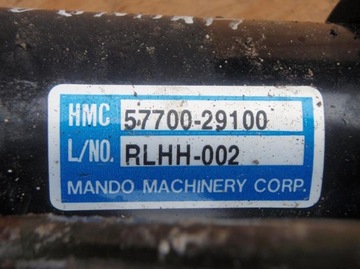 HMC 57700-29100
L/NO. RLHH-002
MANDO MACHINERY CORP.